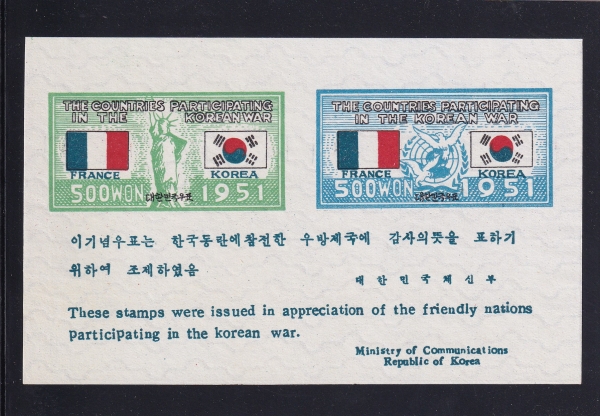 THE COUNTRIES PARTICIPATING
IN THE KOREAN WAR
FRANCE
KOREA
500WON
대한민국우표
1951
THE COUNTRIES PARTICIPATING
IN THE KOREAN WAR
FRANCE
KOREA
500WON
대한민국우표
1951
이기념우표는 한국동란에참전한 우방제국에 감사의뜻을 표하기
위하여 조제하였음
대한민국체신부
These stamps were issued in appreciation of the friendly nations
participating in the korean war.
Ministry of Communications
Republic of Korea